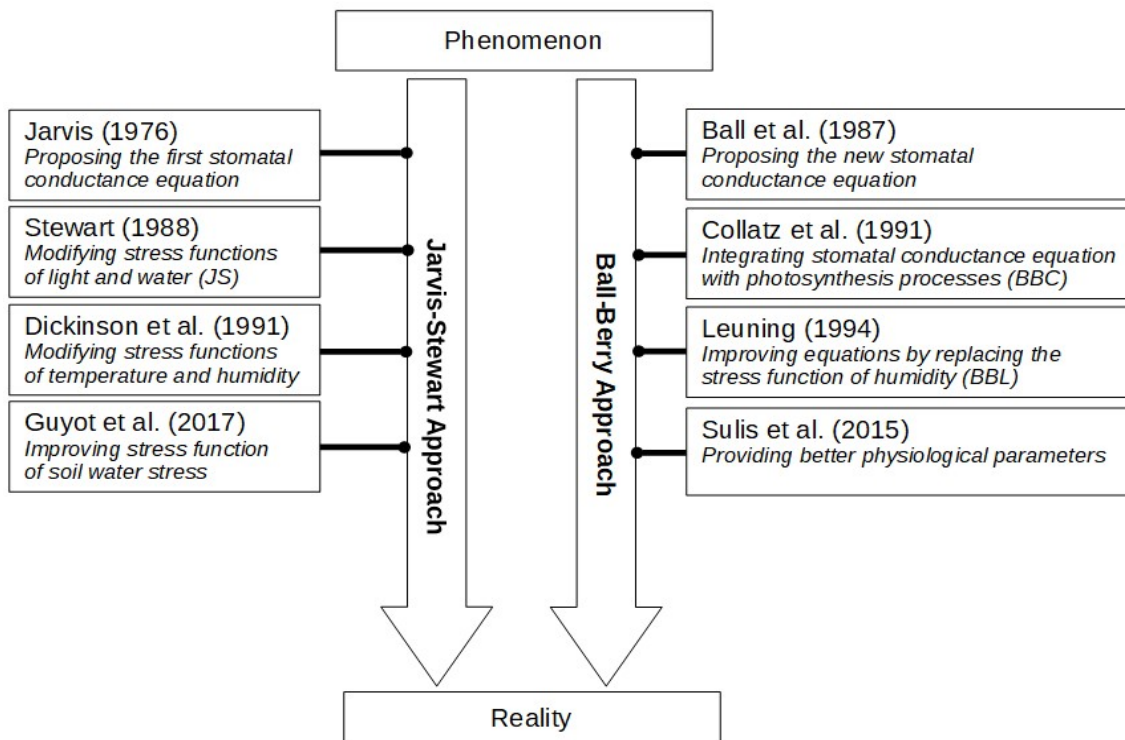 Phenomenon
Jarvis (1976)
Proposing the first stomatal
conductance equation
Stewart (1988)
Modifying stress functions
of light and water (JS)
Dickinson et al. (1991)
Modifying stress functions
of temperature and humidity
Guyot et al. (2017)
Improving stress function
of soil water stress
Jarvis-Stewart Approach
Ball-Berry Approach
Ball et al. (1987)
Proposing the new stomatal
conductance equation
Collatz et al. (1991)
Integrating stomatal conductance equation
with photosynthesis processes (BBC)
Leuning (1994)
Improving equations by replacing the
stress function of humidity (BBL)
Sulis et al. (2015)
Providing better physiological parameters
Reality